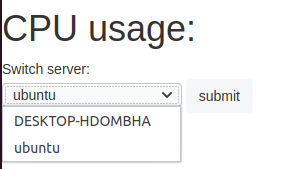 CPU usage:
Switch server:
ubuntu submit
DESKTOP-HDOMBHA
ubuntu